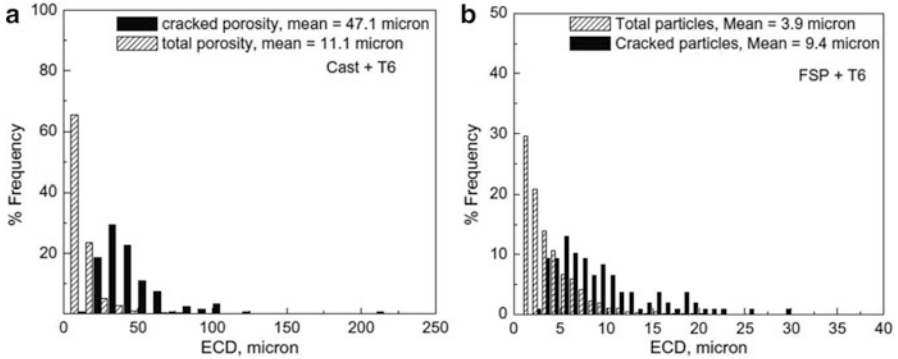 a
cracked porosity, mean = 47.1 micron
total porosity, mean = 11.1 micron
Cast + T6
% Frequency
100
80
60
40
20
0
50
100
150
200
250
ECD, micron
b
Total particles, Mean = 3.9 micron
Cracked particles, Mean = 9.4 micron
FSP + T6
% Frequency
50
40
30
20
10
0
0
5
10
15
20
25
30
35
40
ECD, micron